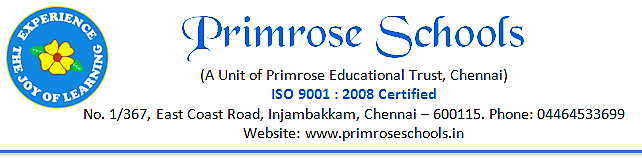 EXPERIENCE
THE JOY OF LEARNING
Primrose Schools
(A Unit of Primrose Educational Trust, Chennai)
ISO 9001 : 2008 Certified
No. 1/367, East Coast Road, Injambakkam, Chennai – 600115. Phone: 04464533699
Website: www.primroseschools.in